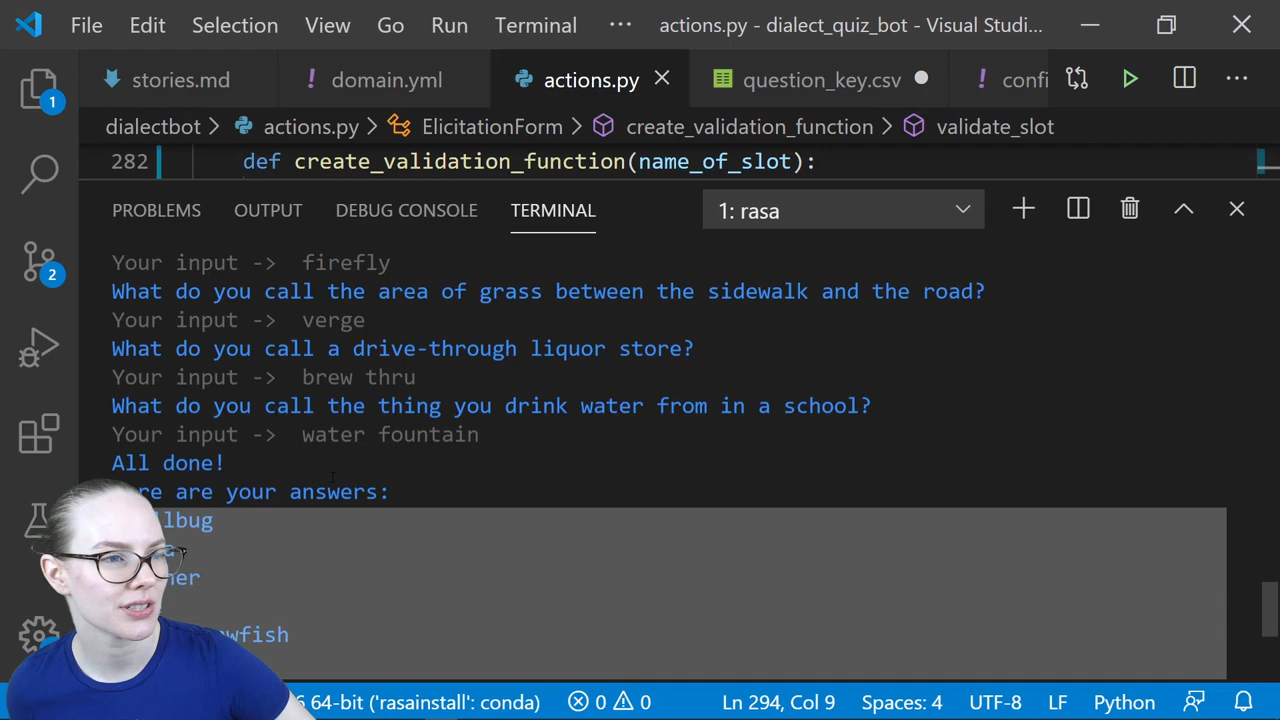 File Edit Selection View Go Run Terminal ··· actions.py - dialect_quiz_bot - Visual Studi...
stories.md ! domain.yml actions.py question_key.csv ! confi
dialectbot > actions.py > ElicitationForm > create_validation_function > validate_slot
282 def create_validation_function(name_of_slot):
PROBLEMS OUTPUT DEBUG CONSOLE TERMINAL 1: rasa
Your input -> firefly
What do you call the area of grass between the sidewalk and the road?
Your input -> verge
What do you call a drive-through liquor store?
Your input -> brew thru
What do you call the thing you drink water from in a school?
Your input -> water fountain
All done!
are your answers:
1
2
64-bit ('rasainstall': conda) 0 0 Ln 294, Col 9 Spaces: 4 UTF-8 LF Python